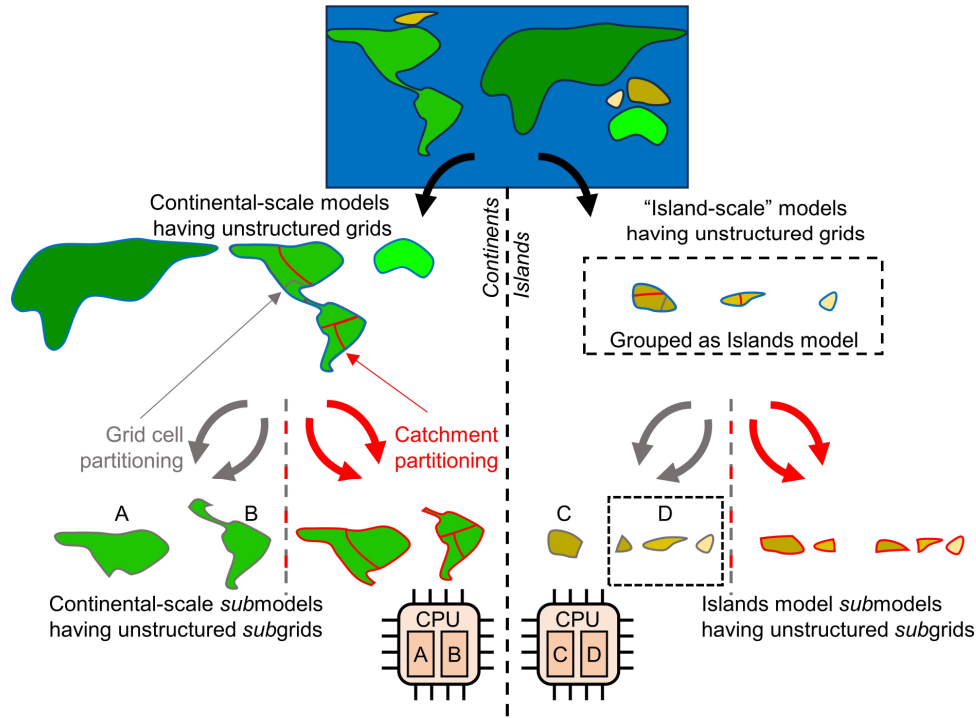 Continental-scale models
having unstructured grids
Continents
Islands
“Island-scale” models
having unstructured grids
Grouped as Islands model
Grid cell
partitioning
Catchment
partitioning
A
B
C
D
Continental-scale submodels
having unstructured subgrids
CPU
A B
CPU
C D
Islands model submodels
having unstructured subgrids